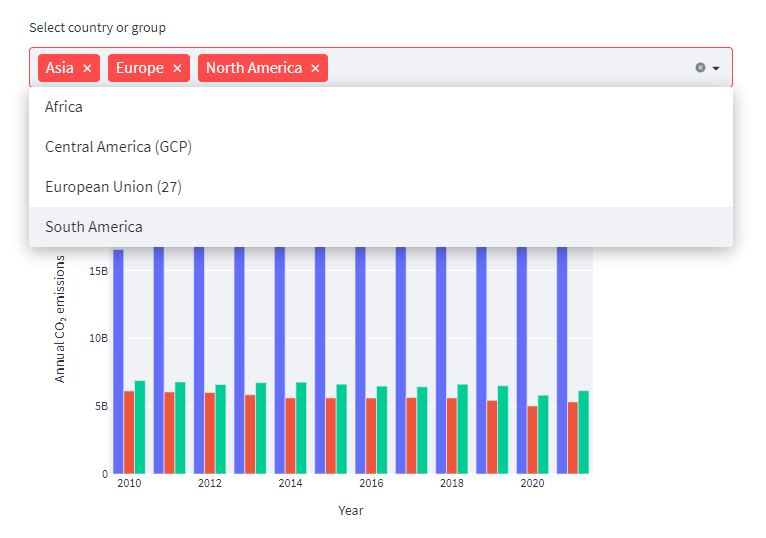 Select country or group
Asia × Europe × North America ×
Africa
Central America (GCP)
European Union (27)
South America
Annual CO₂ emissions
15B
10B
5B
0
2010 2012 2014 2016 2018 2020
Year